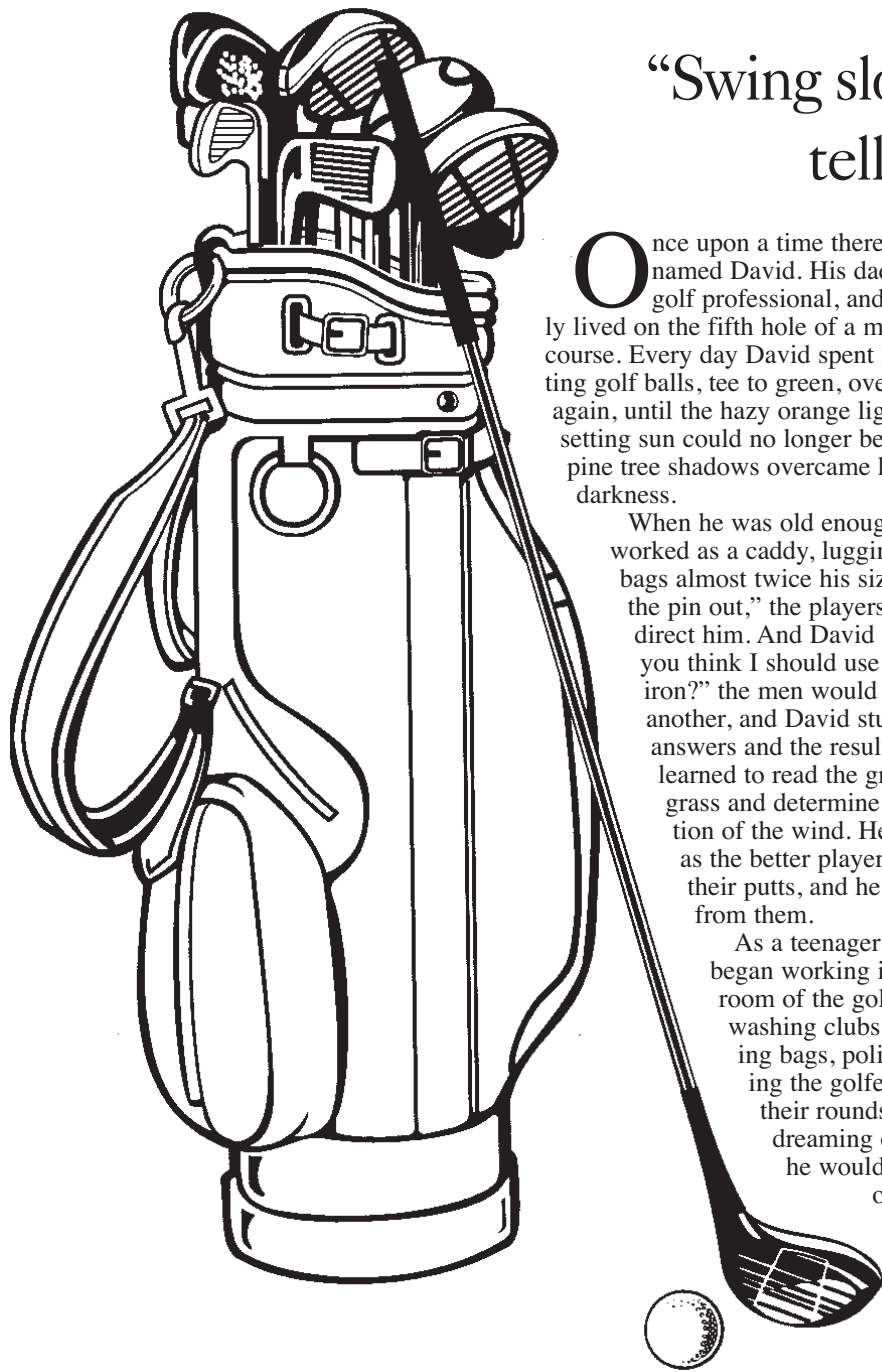 “Swing slo
tell
Once upon a time there
named David. His dad
golf professional, and
ly lived on the fifth hole of a m
course. Every day David spent
ting golf balls, tee to green, ove
again, until the hazy orange lig
setting sun could no longer be
pine tree shadows overcame h
darkness.
When he was old enoug
worked as a caddy, luggin
bags almost twice his siz
the pin out,” the players
direct him. And David
you think I should use
iron?” the men would
another, and David stu
answers and the resul
learned to read the gr
grass and determine
tion of the wind. He
as the better player
their putts, and he
from them.
As a teenager
began working i
room of the gol
washing clubs
ing bags, poli
ing the golfe
their rounds
dreaming o
he would
o